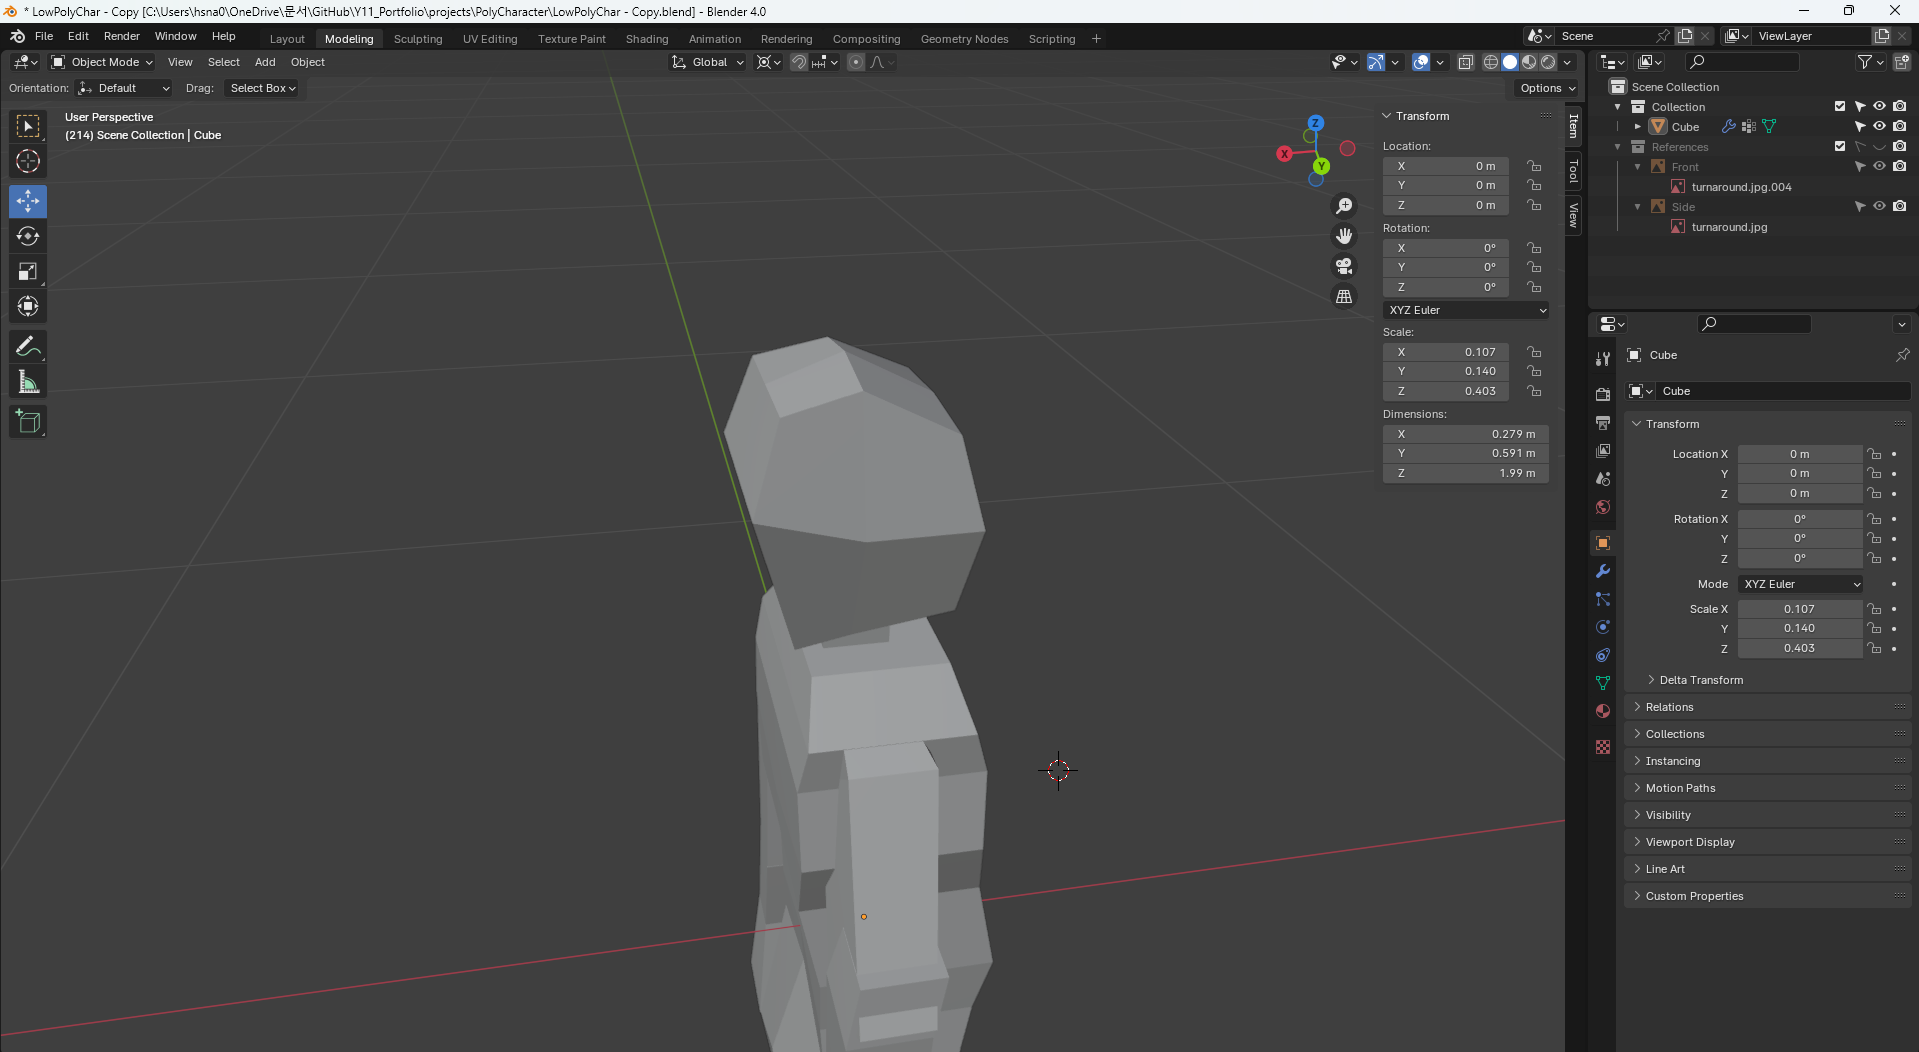 * LowPolyChar - Copy [C:\Users\hsna0\OneDrive\문서\GitHub\Y11_Portfolio\projects\PolyCharacter\LowPolyChar - Copy.blend] - Blender 4.0
File Edit Render Window Help
Layout Modeling Sculpting UV Editing Texture Paint Shading Animation Rendering Compositing Geometry Nodes Scripting +
Scene
ViewLayer
Object Mode View Select Add Object
Global
Orientation: Default Drag: Select Box
Options
User Perspective
(214) Scene Collection | Cube
Z
X
Y
Transform
Location:
X 0 m
Y 0 m
Z 0 m
Rotation:
X 0°
Y 0°
Z 0°
XYZ Euler
Scale:
X 0.107
Y 0.140
Z 0.403
Dimensions:
X 0.279 m
Y 0.591 m
Z 1.99 m
Item
Tool
View
Scene Collection
Collection
Cube
References
Front
turnaround.jpg.004
Side
turnaround.jpg
Cube
Cube
Transform
Location X 0 m
Y 0 m
Z 0 m
Rotation X 0°
Y 0°
Z 0°
Mode XYZ Euler
Scale X 0.107
Y 0.140
Z 0.403
Delta Transform
Relations
Collections
Instancing
Motion Paths
Visibility
Viewport Display
Line Art
Custom Properties